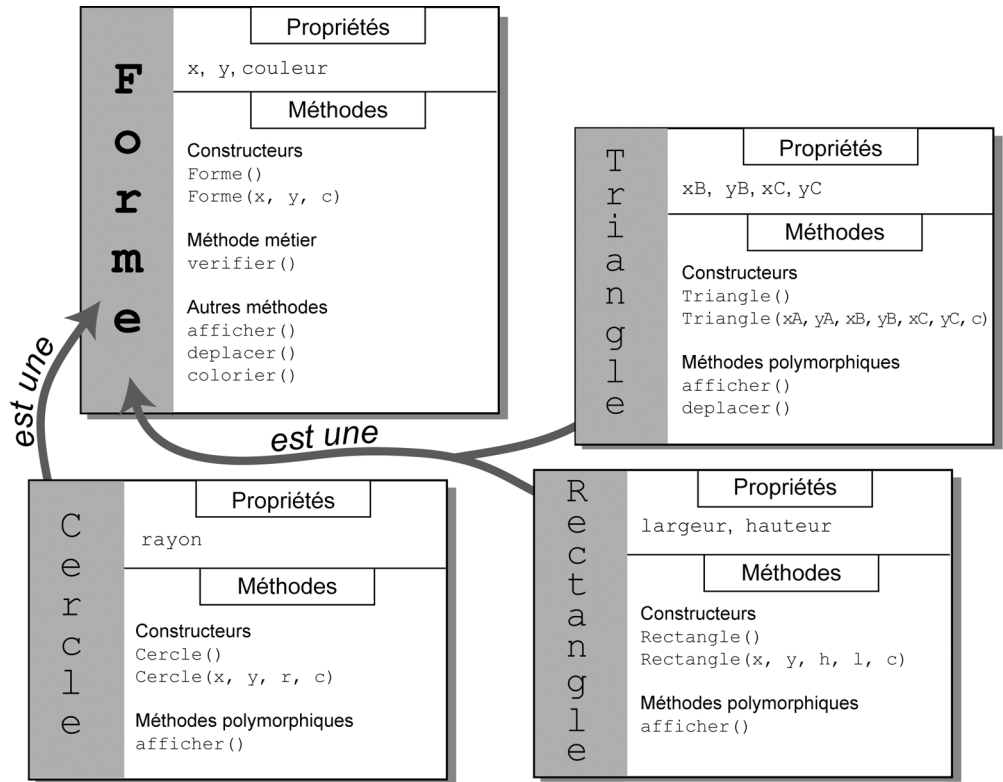 Forme
Propriétés
x, y, couleur
Méthodes
Constructeurs
Forme()
Forme(x, y, c)
Méthode métier
verifier()
Autres méthodes
afficher()
deplacer()
colorier()
Triangle
Propriétés
xB, yB, xC, yC
Méthodes
Constructeurs
Triangle()
Triangle(xA, yA, xB, yB, xC, yC, c)
Méthodes polymorphiques
afficher()
deplacer()
est une
est une
Cercle
Propriétés
rayon
Méthodes
Constructeurs
Cercle()
Cercle(x, y, r, c)
Méthodes polymorphiques
afficher()
Rectangle
Propriétés
largeur, hauteur
Méthodes
Constructeurs
Rectangle()
Rectangle(x, y, h, l, c)
Méthodes polymorphiques
afficher()